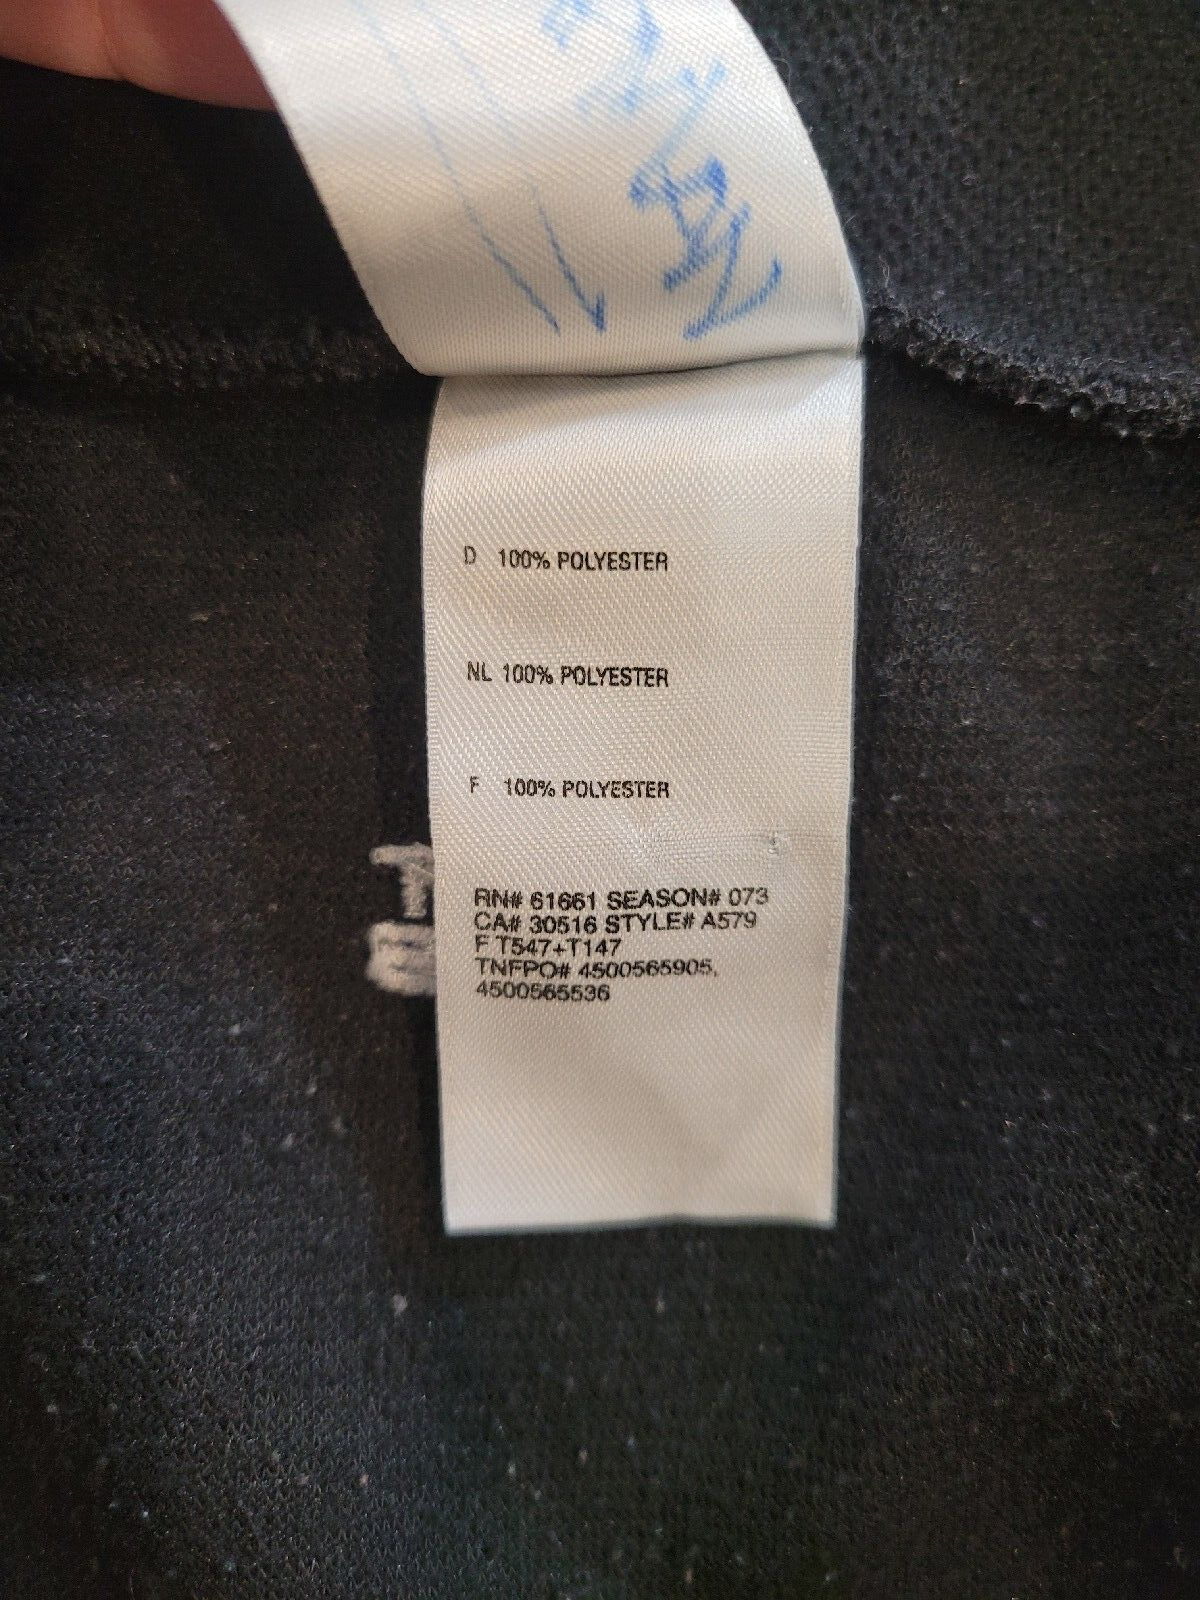 D 100% POLYESTER
NL 100% POLYESTER
F 100% POLYESTER
RN# 61661 SEASON# 073
CA# 30516 STYLE# A579
F T547+T147
TNFPO# 4500565905,
4500565536